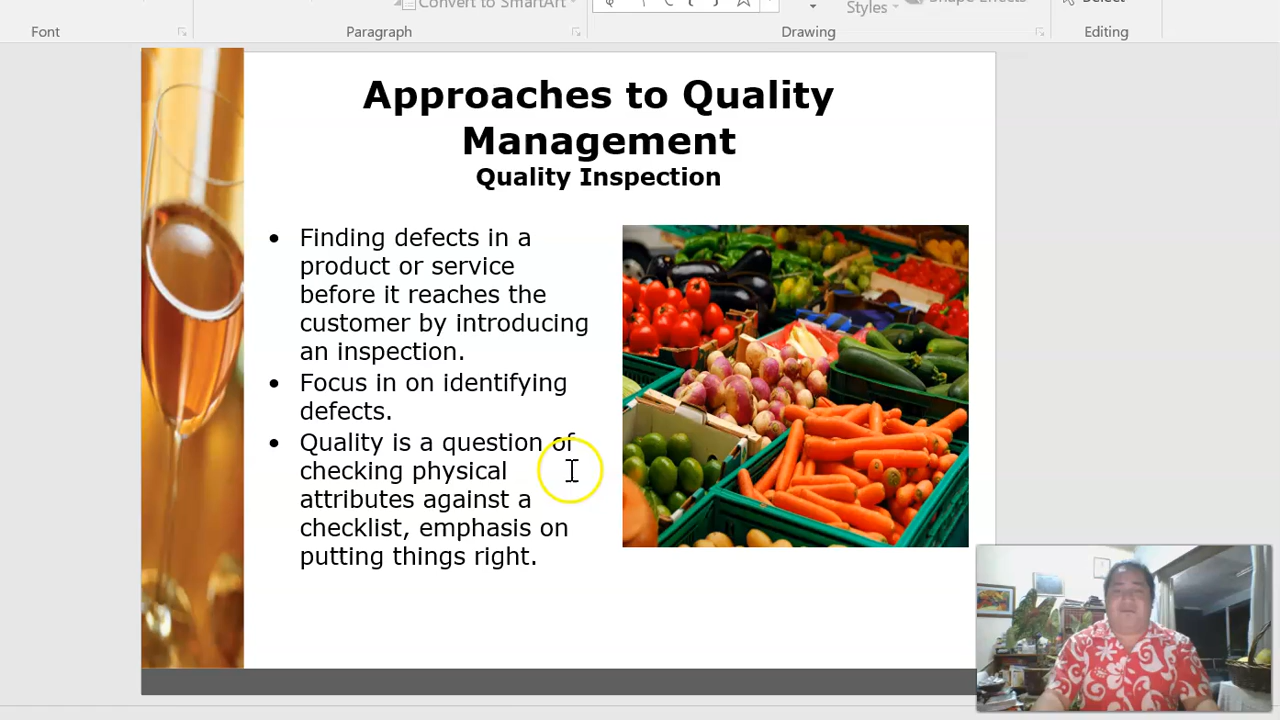 Convert to SmartArt
Styles
Shape Effects
Select
Font
Paragraph
Drawing
Editing
Approaches to Quality
Management
Quality Inspection
• Finding defects in a
product or service
before it reaches the
customer by introducing
an inspection.
• Focus in on identifying
defects.
• Quality is a question of
checking physical
attributes against a
checklist, emphasis on
putting things right.